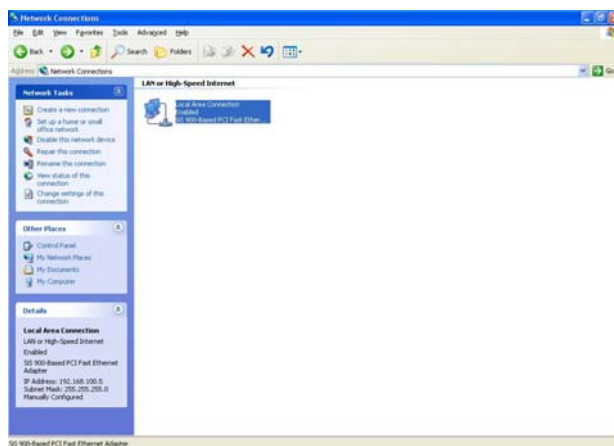 Network Connections
File Edit View Favorites Tools Advanced Help
Back Search Folders
Address Network Connections Go
Network Tasks
Create a new connection
Set up a home or small
office network
Disable this network device
Repair this connection
Rename this connection
View status of this
connection
Change settings of this
connection
Other Places
Control Panel
My Network Places
My Documents
My Computer
Details
Local Area Connection
LAN or High-Speed Internet
Enabled
SiS 900-Based PCI Fast Ethernet
Adapter
IP Address: 192.168.100.5
Subnet Mask: 255.255.255.0
Manually Configured
LAN or High-Speed Internet
Local Area Connection
Enabled
SiS 900-Based PCI Fast Ether...
SiS 900-Based PCI Fast Ethernet Adapter